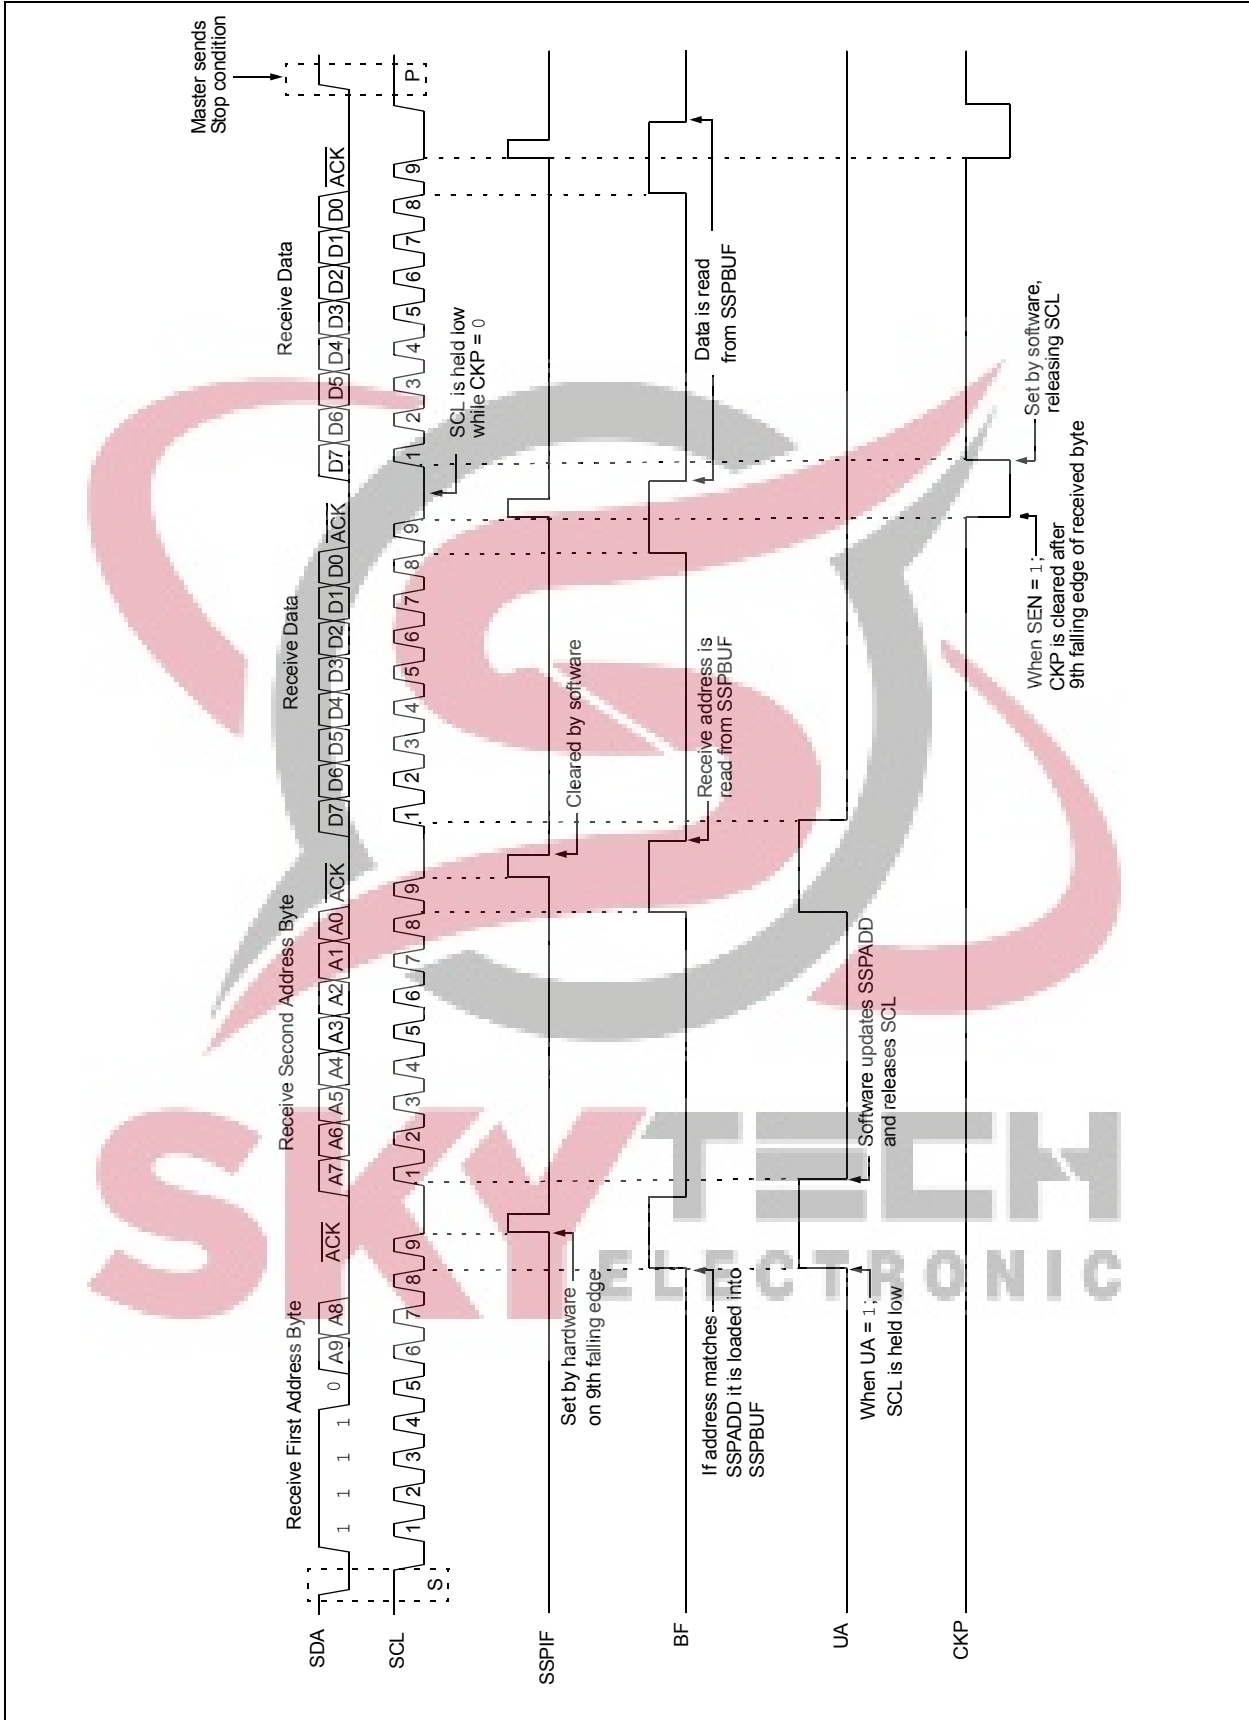 Master sends
Stop condition
Receive First Address Byte
Receive Second Address Byte
Receive Data
Receive Data
SDA
1 1 1 1 0 A9 A8 ACK A7 A6 A5 A4 A3 A2 A1 A0 ACK D7 D6 D5 D4 D3 D2 D1 D0 ACK D7 D6 D5 D4 D3 D2 D1 D0 ACK
SCL
S 1 2 3 4 5 6 7 8 9 1 2 3 4 5 6 7 8 9 1 2 3 4 5 6 7 8 9 1 2 3 4 5 6 7 8 9 P
SCL is held low
while CKP = 0
SSPIF
Set by hardware
on 9th falling edge
Cleared by software
BF
If address matches
SSPADD it is loaded into
SSPBUF
Receive address is
read from SSPBUF
Data is read
from SSPBUF
UA
When UA = 1;
SCL is held low
Software updates SSPADD
and releases SCL
CKP
When SEN = 1;
CKP is cleared after
9th falling edge of received byte
Set by software,
releasing SCL
SKYTECH
ELECTRONIC